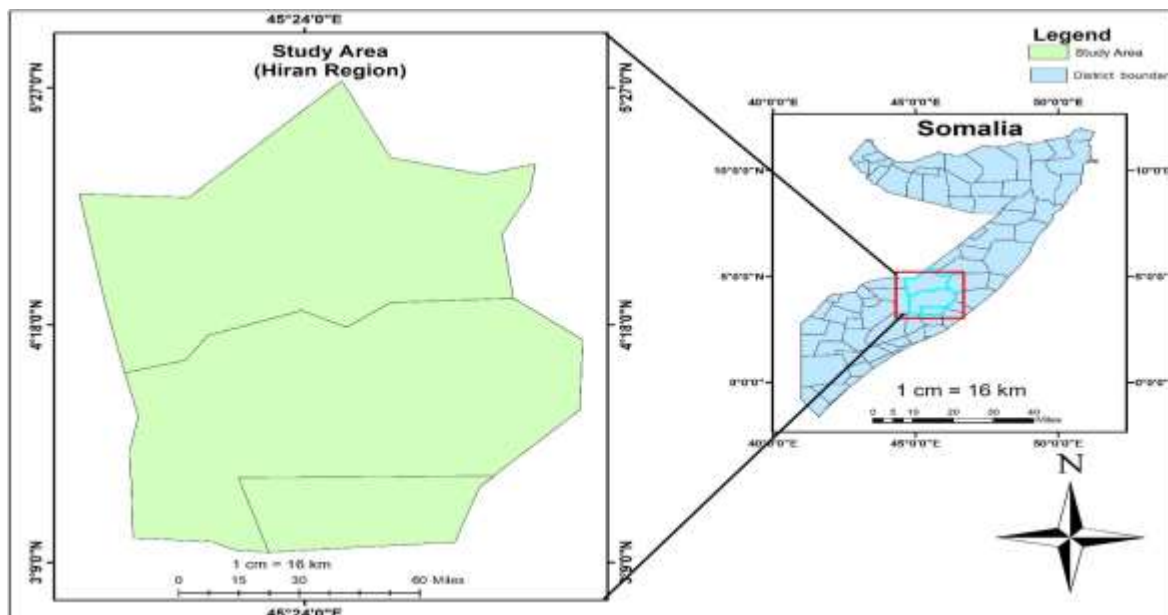 45°24'0"E
Study Area
(Hiran Region)
5°27'0"N
5°27'0"N
4°18'0"N
4°18'0"N
3°9'0"N
3°9'0"N
1 cm = 16 km
0 15 30 60 Miles
45°24'0"E
Legend
Study Area
District boundar
40°0'0"E 45°0'0"E 50°0'0"E
Somalia
10°0'0"N 10°0'0"N
5°0'0"N 5°0'0"N
0°0'0" 0°0'0"
1 cm = 16 km
0 5 10 20 30 40 Miles
40°0'0"E 45°0'0"E 50°0'0"E
N